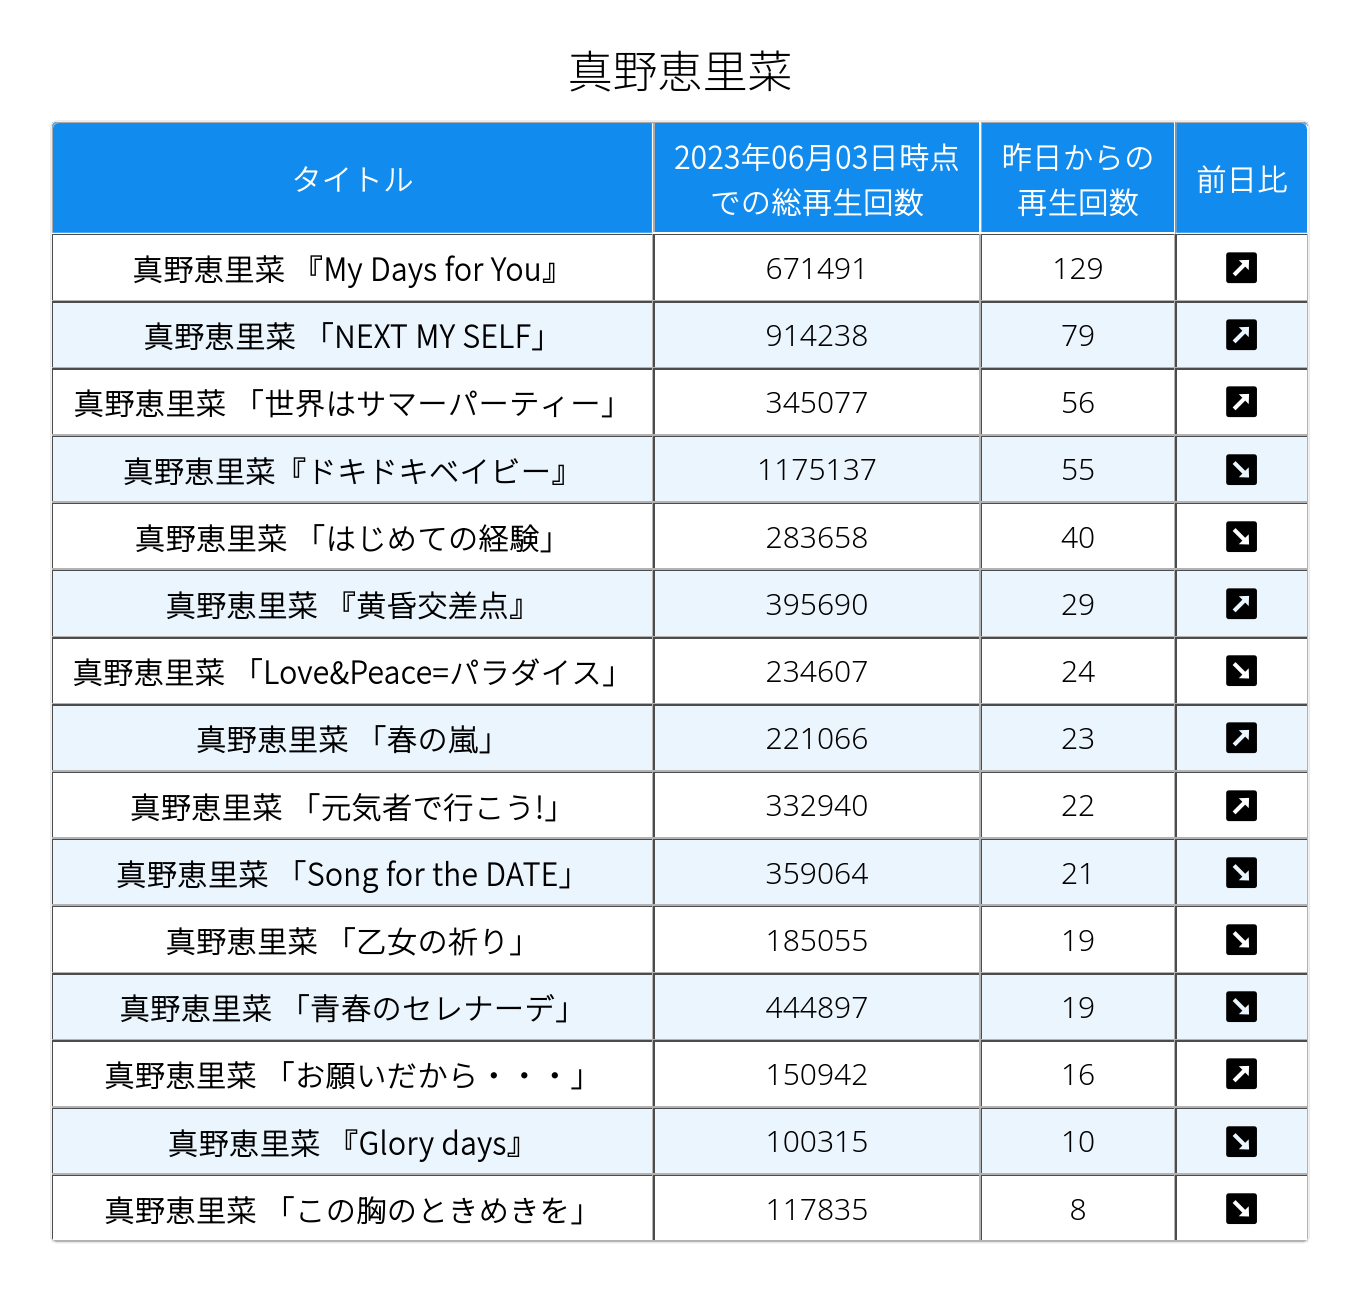 真野恵里菜
タイトル 2023年06月03日時点での総再生回数 昨日からの再生回数 前日比
真野恵里菜 『My Days for You』 671491 129 ↗
真野恵里菜 「NEXT MY SELF」 914238 79 ↗
真野恵里菜 「世界はサマーパーティー」 345077 56 ↗
真野恵里菜『ドキドキベイビー』 1175137 55 ↘
真野恵里菜 「はじめての経験」 283658 40 ↘
真野恵里菜 『黄昏交差点』 395690 29 ↗
真野恵里菜 「Love&Peace=パラダイス」 234607 24 ↘
真野恵里菜 「春の嵐」 221066 23 ↗
真野恵里菜 「元気者で行こう!」 332940 22 ↗
真野恵里菜 「Song for the DATE」 359064 21 ↘
真野恵里菜 「乙女の祈り」 185055 19 ↘
真野恵里菜 「青春のセレナーデ」 444897 19 ↘
真野恵里菜 「お願いだから・・・」 150942 16 ↗
真野恵里菜 『Glory days』 100315 10 ↘
真野恵里菜 「この胸のときめきを」 117835 8 ↘